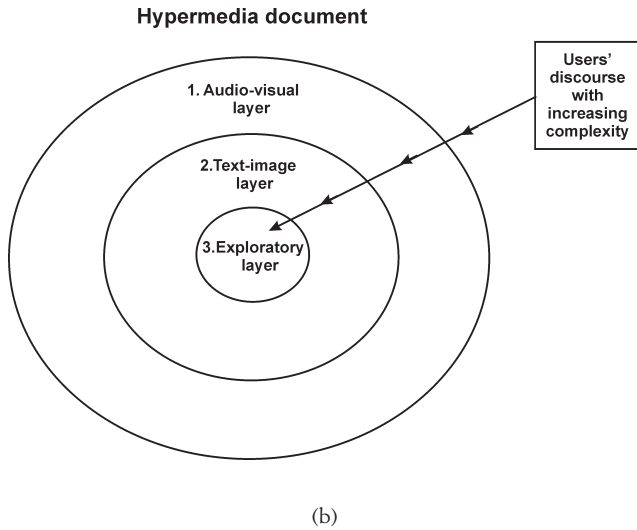 Hypermedia document
1. Audio-visual
layer
2.Text-image
layer
3.Exploratory
layer
Users'
discourse
with
increasing
complexity
(b)